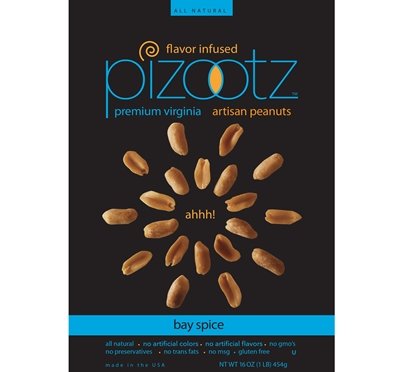 ALL NATURAL
flavor infused
pizootz™
premium virginia artisan peanuts
ahhh!
bay spice
all natural • no artificial colors • no artificial flavors • no gmo's
no preservatives • no trans fats • no msg • gluten free U
made in the USA NET WT 16 OZ (1 LB) 454g